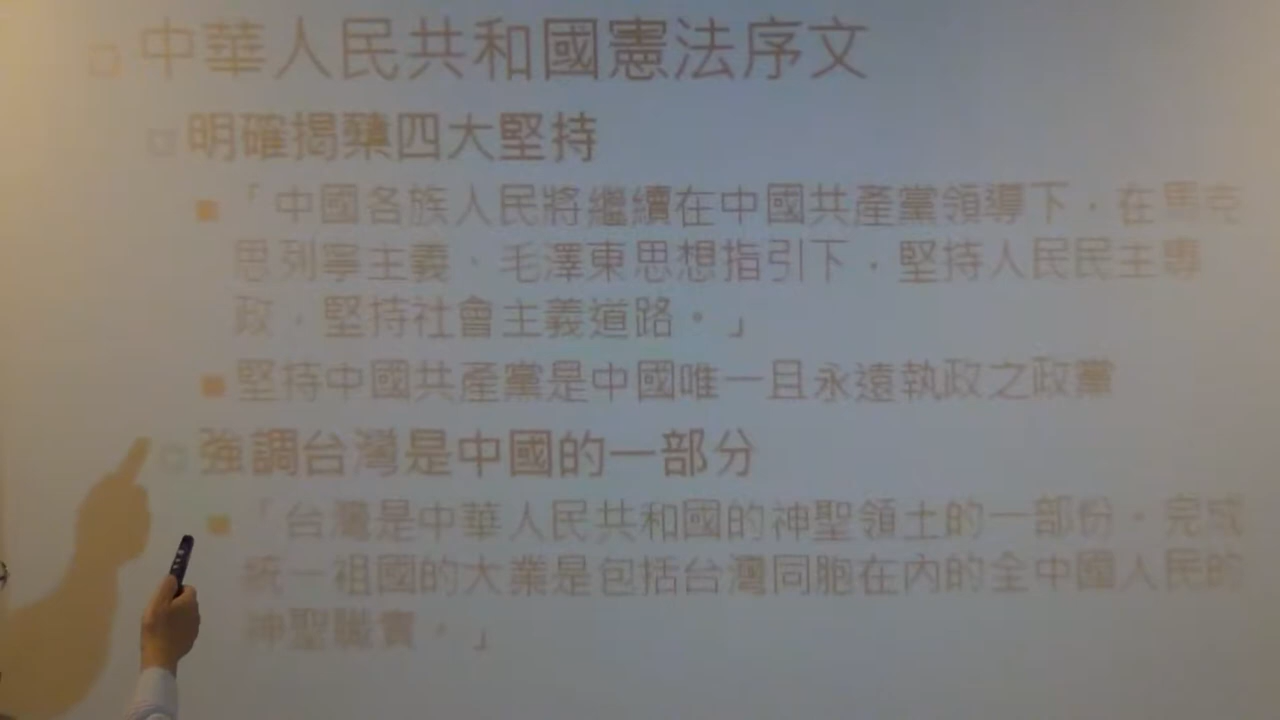 中華人民共和國憲法序文
明確揭櫫四大堅持
「中國各族人民將繼續在中國共產黨領導下，在馬克
思列寧主義、毛澤東思想指引下，堅持人民民主專
政，堅持社會主義道路。」
堅持中國共產黨是中國唯一且永遠執政之政黨
強調台灣是中國的一部分
「台灣是中華人民共和國的神聖領土的一部份。完成
統一祖國的大業是包括台灣同胞在內的全中國人民的
神聖職責。」